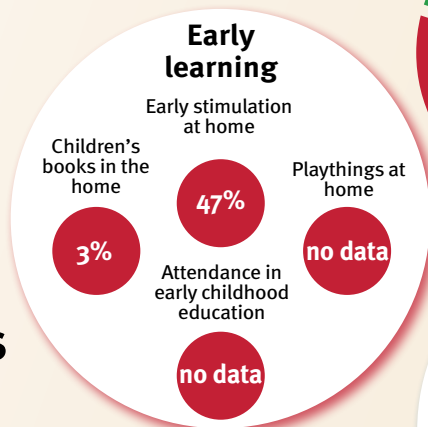 Early
learning
Early stimulation
at home
Children's
books in the
home
Playthings at
home
47%
3%
no data
Attendance in
early childhood
education
no data
s